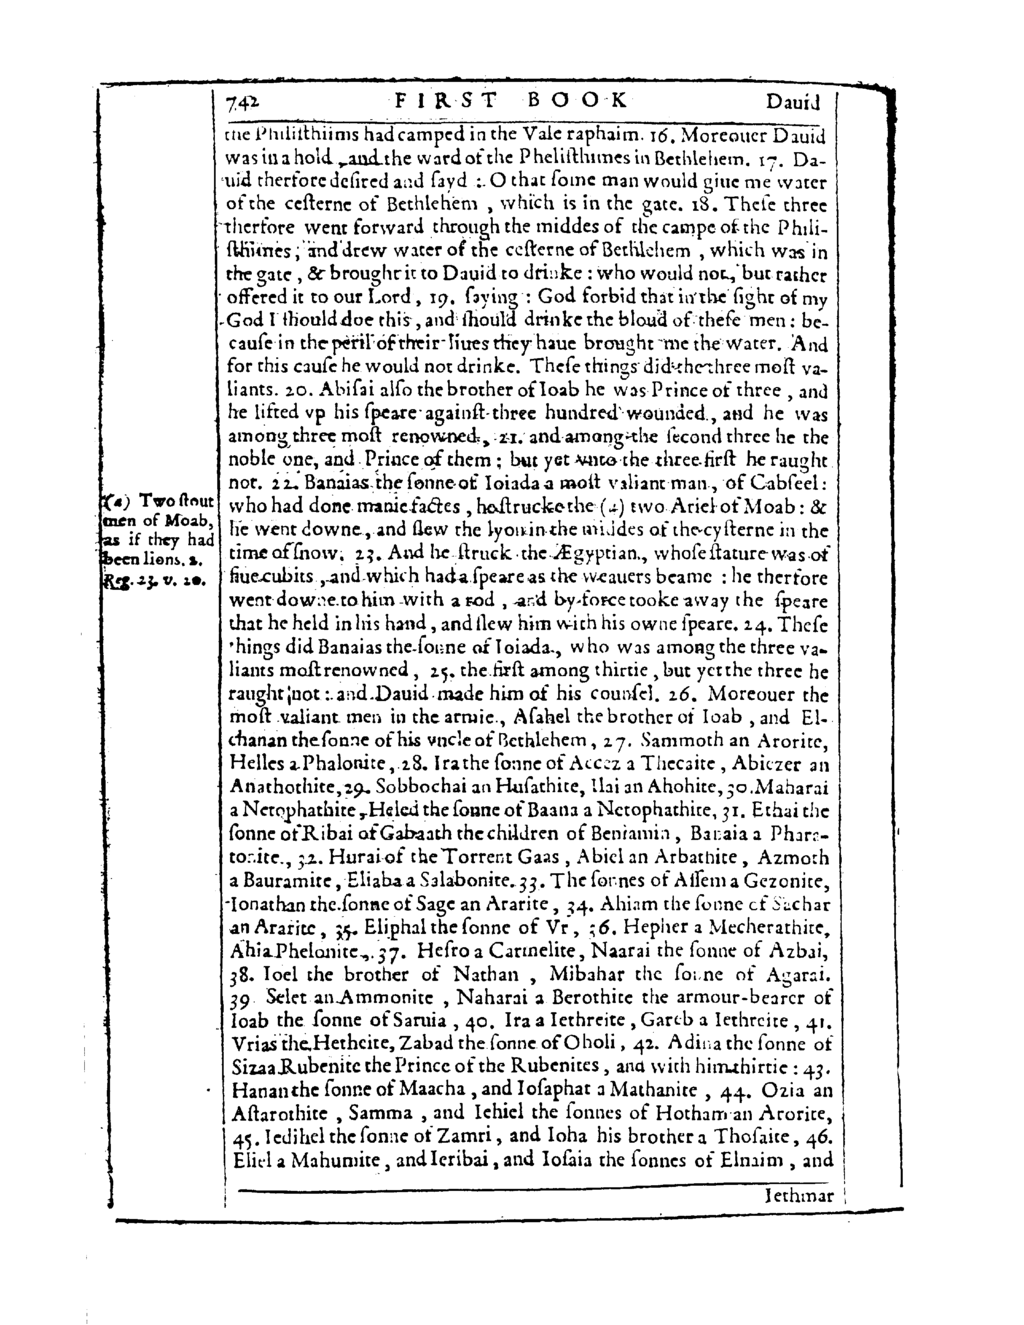 742 FIRST BOOK Dauid
the Philiſthiims had camped in the Vale raphaim. 16. Moreouer Dauid
was in a hold, and the ward of the Pheliſthimes in Bethlehem. 17. Da-
uid therfore deſired and ſayd: O that ſome man would giue me water
of the ceſterne of Bethlehem, which is in the gate. 18. Theſe three
therfore went forward through the middes of the campe of the Phili-
ſthiimes; and drew water of the ceſterne of Bethlehem, which was in
the gate, & brought it to Dauid to drinke: who would not, but rather
offered it to our Lord, 19. ſaying: God forbid that in the ſight of my
God I ſhould doe this, and ſhould drinke the bloud of theſe men: be-
cauſe in the peril of their liues they haue brought me the water. And
for this cauſe he would not drinke. Theſe things did the three moſt va-
liants. 20. Abiſai alſo the brother of Ioab he was Prince of three, and
he lifted vp his ſpeare againſt three hundred wounded, and he was
among three moſt renowned, 21. and among the ſecond three he the
noble one, and Prince of them; but yet vnto the three firſt he raught
not. 22. Banaias the ſonne of Ioiada a moſt valiant man, of Cabſeel:
who had done manie factes, he ſtrucke the (a) two Ariel of Moab: &
he went downe, and ſlew the lyon in the middes of the cyſterne in the
time of ſnow. 23. And he ſtruck the Ægyptian, whoſe ſtature was of
fiue cubits, and which had a ſpeare as the weauers beame: he therfore
went downe to him with a rod, and by force tooke away the ſpeare
that he held in his hand, and ſlew him with his owne ſpeare. 24. Theſe
things did Banaias the ſonne of Ioiada, who was among the three va-
liants moſt renowned, 25. the firſt among thirtie, but yet the three he
raught not: and Dauid made him of his counſel. 26. Moreouer the
moſt valiant men in the armie, Aſahel the brother of Ioab, and El-
chanan the ſonne of his vncle of Bethlehem, 27. Sammoth an Arorite,
Helles a Phalonite, 28. Ira the ſonne of Accez a Thecaite, Abiezer an
Anathothite, 29. Sobbochai an Huſathite, Ilai an Ahohite, 30. Maharai
a Netophathite, Heled the ſonne of Baana a Netophathite, 31. Ethai the
ſonne of Ribai of Gabaath the children of Beniamin, Banaia a Phara-
tonite, 32. Hurai of the Torrent Gaas, Abiel an Arbathite, Azmoth
a Bauramite, Eliaba a Salabonite. 33. The ſonnes of Aſſem a Gezonite,
Ionathan the ſonne of Sage an Ararite, 34. Ahiam the ſonne of Sachar
an Ararite, 35. Eliphal the ſonne of Vr, 36. Hepher a Mecherathite,
Ahia Phelonite, 37. Heſro a Carmelite, Naarai the ſonne of Azbai,
38. Ioel the brother of Nathan, Mibahar the ſonne of Agarai.
39 Selet an Ammonite, Naharai a Berothite the armour-bearer of
Ioab the ſonne of Saruia, 40. Ira a Iethreite, Gareb a Iethreite, 41.
Vrias the Hetheite, Zabad the ſonne of Oholi, 42. Adina the ſonne of
Sizaa Rubenite the Prince of the Rubenites, and with him thirtie: 43.
Hanan the ſonne of Maacha, and Ioſaphat a Mathanite, 44. Ozia an
Aſtarothite, Samma, and Iehiel the ſonnes of Hotham an Arorite,
45. Iedihel the ſonne of Zamri, and Ioha his brother a Thoſaite, 46.
Eliel a Mahumite, and Ieribai, and Ioſaia the ſonnes of Elnaim, and
Iethmar
(a) Two ſtout
men of Moab,
as if they had
been lions. 2.
Reg. 23. v. 20.